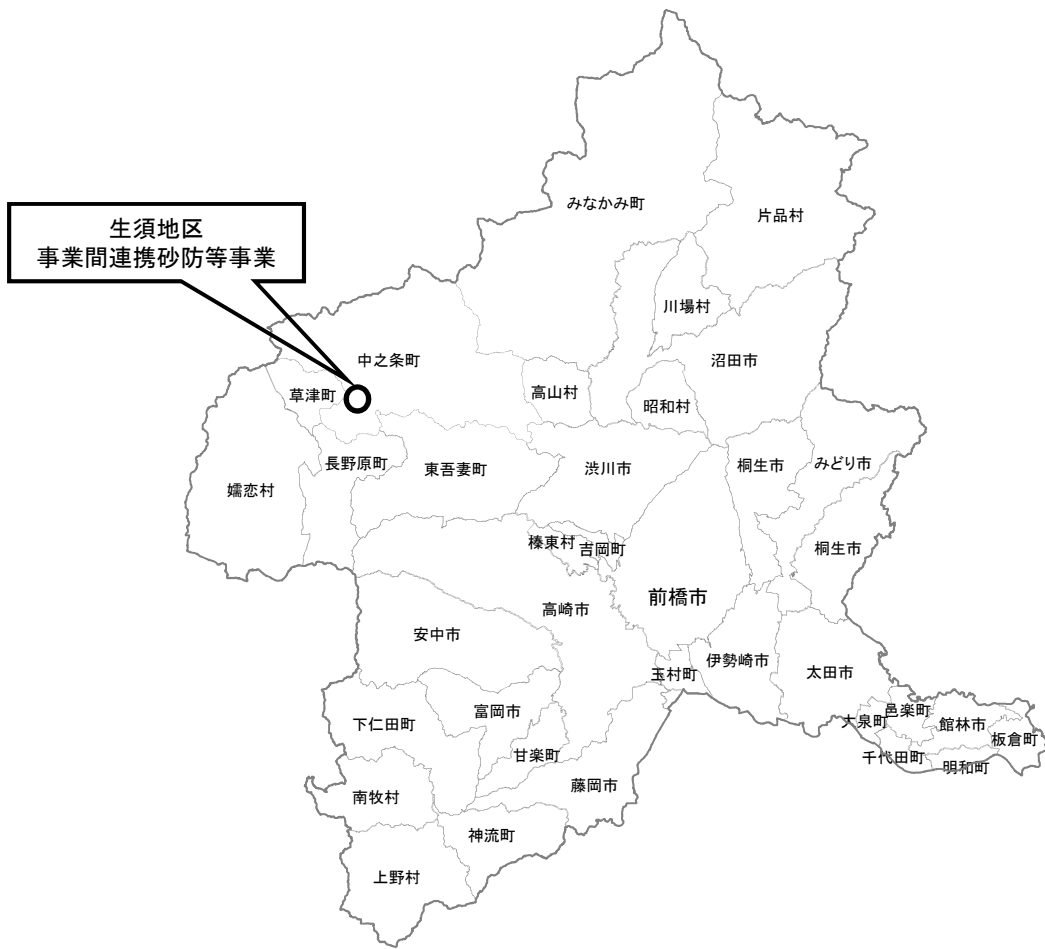 生須地区
事業間連携砂防等事業
みなかみ町
片品村
川場村
中之条町
沼田市
草津町
高山村
昭和村
長野原町
東吾妻町
渋川市
桐生市
みどり市
嬬恋村
榛東村
吉岡町
桐生市
前橋市
高崎市
安中市
伊勢崎市
玉村町
太田市
富岡市
下仁田町
邑楽町
大泉町
館林市
板倉町
甘楽町
千代田町
明和町
藤岡市
南牧村
神流町
上野村